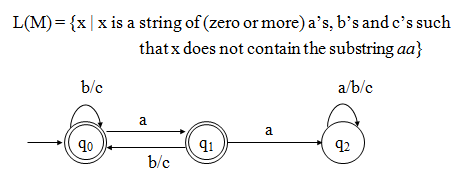 L(M) = {x | x is a string of (zero or more) a's, b's and c's such
that x does not contain the substring aa}
b/c
a/b/c
a
a
q0
q1
q2
b/c